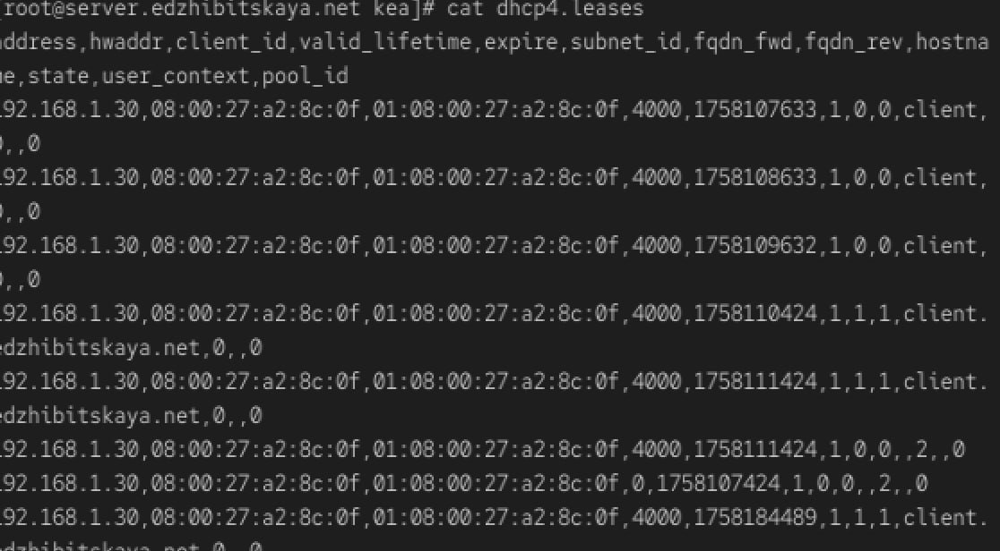 [root@server.edzhibitskaya.net kea]# cat dhcp4.leases
address,hwaddr,client_id,valid_lifetime,expire,subnet_id,fqdn_fwd,fqdn_rev,hostna
me,state,user_context,pool_id
192.168.1.30,08:00:27:a2:8c:0f,01:08:00:27:a2:8c:0f,4000,1758107633,1,0,0,client,
0,,0
192.168.1.30,08:00:27:a2:8c:0f,01:08:00:27:a2:8c:0f,4000,1758108633,1,0,0,client,
0,,0
192.168.1.30,08:00:27:a2:8c:0f,01:08:00:27:a2:8c:0f,4000,1758109632,1,0,0,client,
0,,0
192.168.1.30,08:00:27:a2:8c:0f,01:08:00:27:a2:8c:0f,4000,1758110424,1,1,1,client.
edzhibitskaya.net,0,,0
192.168.1.30,08:00:27:a2:8c:0f,01:08:00:27:a2:8c:0f,4000,1758111424,1,1,1,client.
edzhibitskaya.net,0,,0
192.168.1.30,08:00:27:a2:8c:0f,01:08:00:27:a2:8c:0f,4000,1758111424,1,0,0,,2,,0
192.168.1.30,08:00:27:a2:8c:0f,01:08:00:27:a2:8c:0f,0,1758107424,1,0,0,,2,,0
192.168.1.30,08:00:27:a2:8c:0f,01:08:00:27:a2:8c:0f,4000,1758184489,1,1,1,client.
edzhibitskaya.net,0,,0